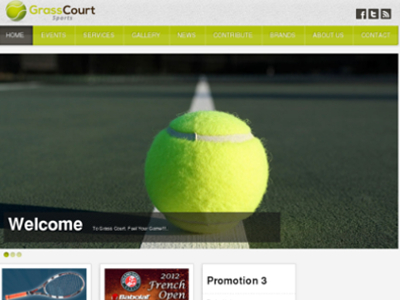 GrassCourt
Sports
HOME EVENTS SERVICES GALLERY NEWS CONTRIBUTE BRANDS ABOUT US CONTACT
Welcome To Grass Court. Fuel Your Game!!.
2012
French
Open
Babolat
Promotion 3